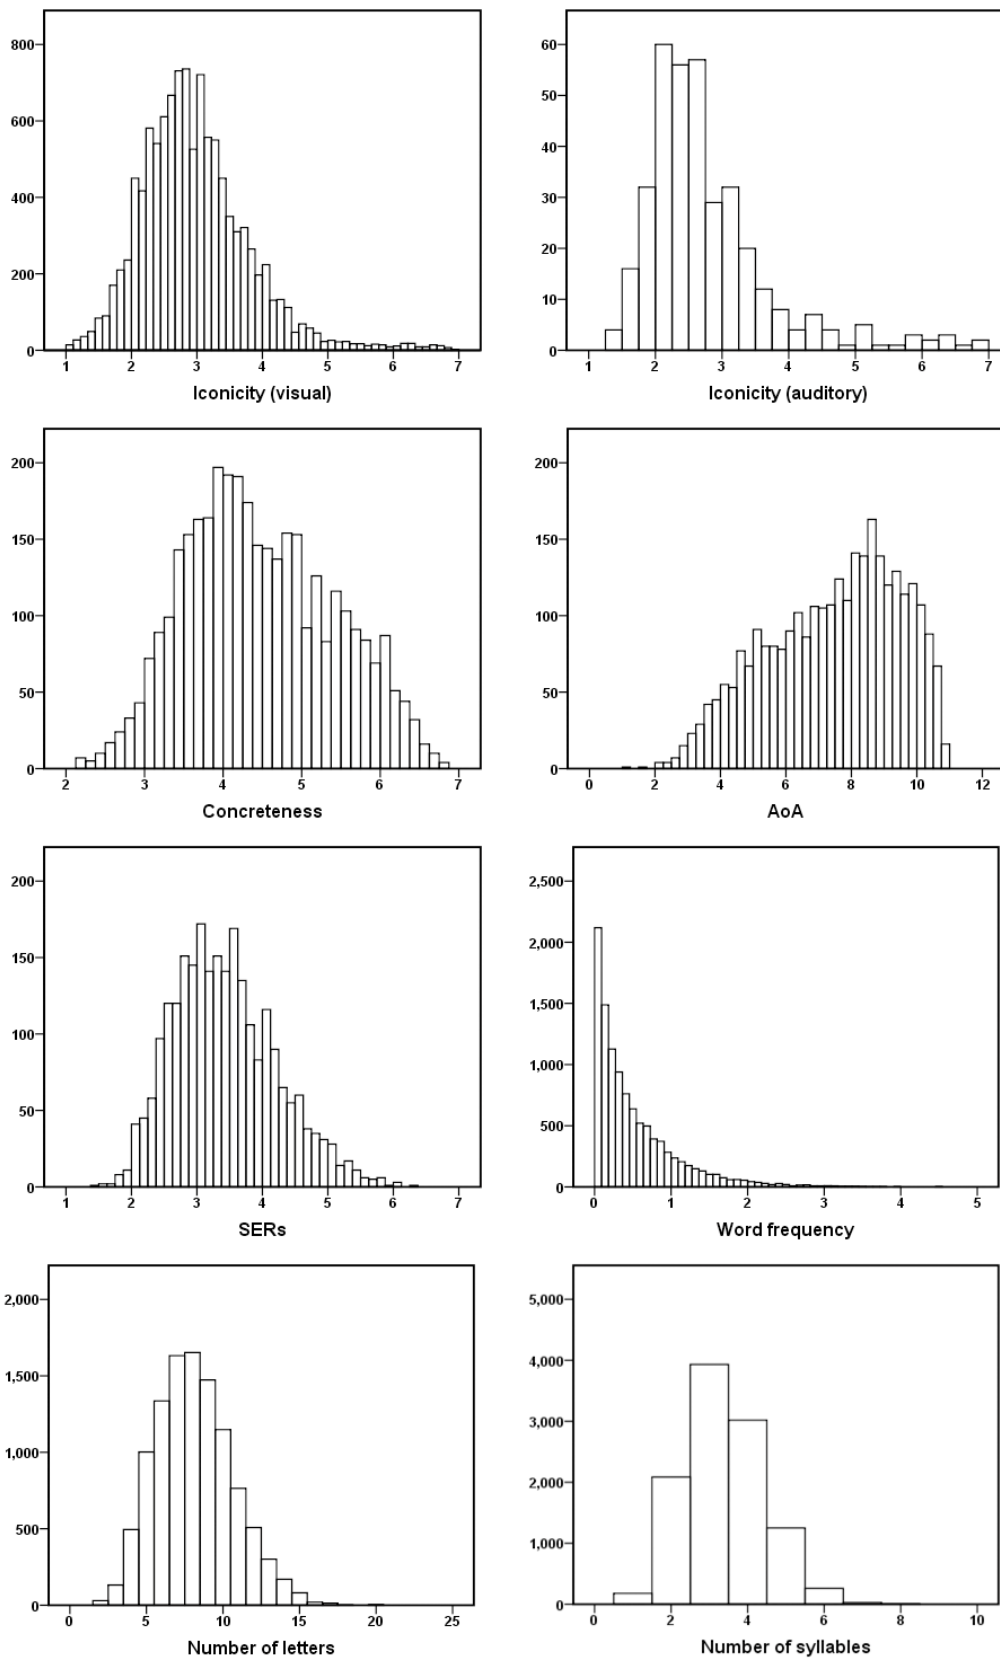 800
600
400
200
0
1 2 3 4 5 6 7
Iconicity (visual)
60
50
40
30
20
10
0
1 2 3 4 5 6 7
Iconicity (auditory)
200
150
100
50
0
2 3 4 5 6 7
Concreteness
200
150
100
50
0
0 2 4 6 8 10 12
AoA
200
150
100
50
0
1 2 3 4 5 6 7
SERs
2,500
2,000
1,500
1,000
500
0
0 1 2 3 4 5
Word frequency
2,000
1,500
1,000
500
0
0 5 10 15 20 25
Number of letters
5,000
4,000
3,000
2,000
1,000
0
0 2 4 6 8 10
Number of syllables